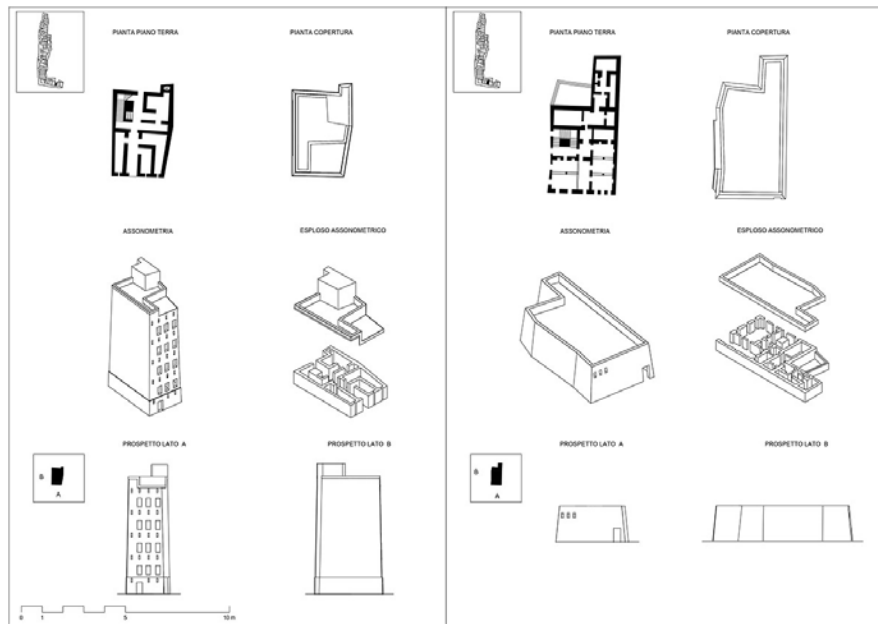 PIANTA PIANO TERRA
PIANTA COPERTURA
ASSONOMETRIA
ESPLOSO ASSONOMETRICO
PROSPETTO LATO A
PROSPETTO LATO B
B
A
0 1 5 10 m
PIANTA PIANO TERRA
PIANTA COPERTURA
ASSONOMETRIA
ESPLOSO ASSONOMETRICO
PROSPETTO LATO A
PROSPETTO LATO B
B
A